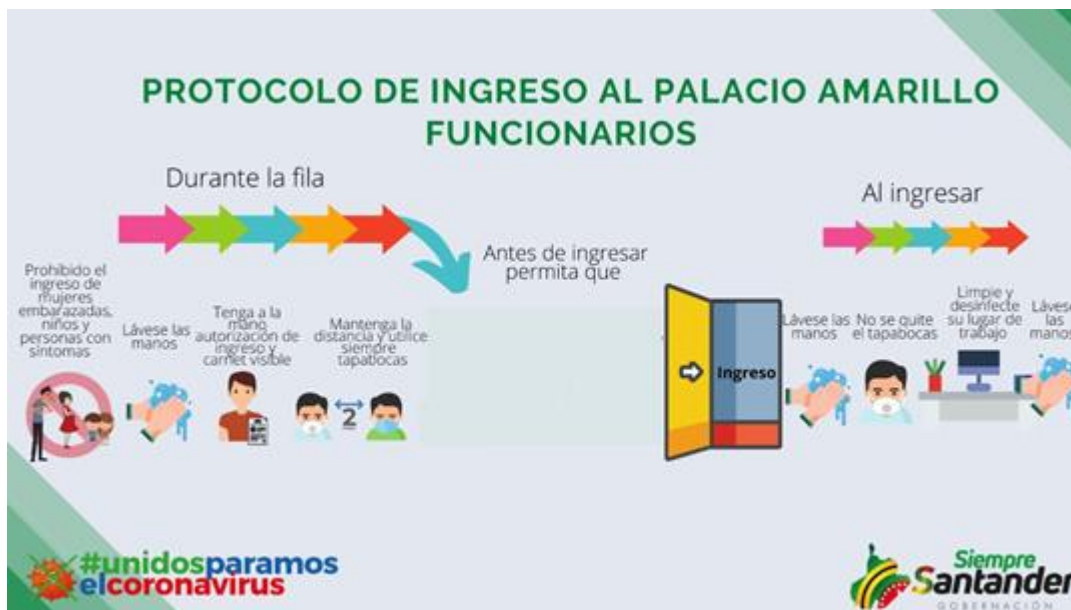 PROTOCOLO DE INGRESO AL PALACIO AMARILLO
FUNCIONARIOS
Durante la fila
Prohibido el
ingreso de
mujeres
embarazadas,
niños y
personas con
síntomas
Lávese las
manos
Tenga a la
mano
autorización de
ingreso y
carnet visible
Mantenga la
distancia y utilice
siempre
tapabocas
2
Antes de ingresar
permita que
Ingreso
Al ingresar
Lávese las
manos
No se quite
el tapabocas
Limpie y
desinfecte
su lugar de
trabajo
Lávese
las
manos
#unidosparamos
elcoronavirus
Siempre
Santander
GOBERNACIÓN